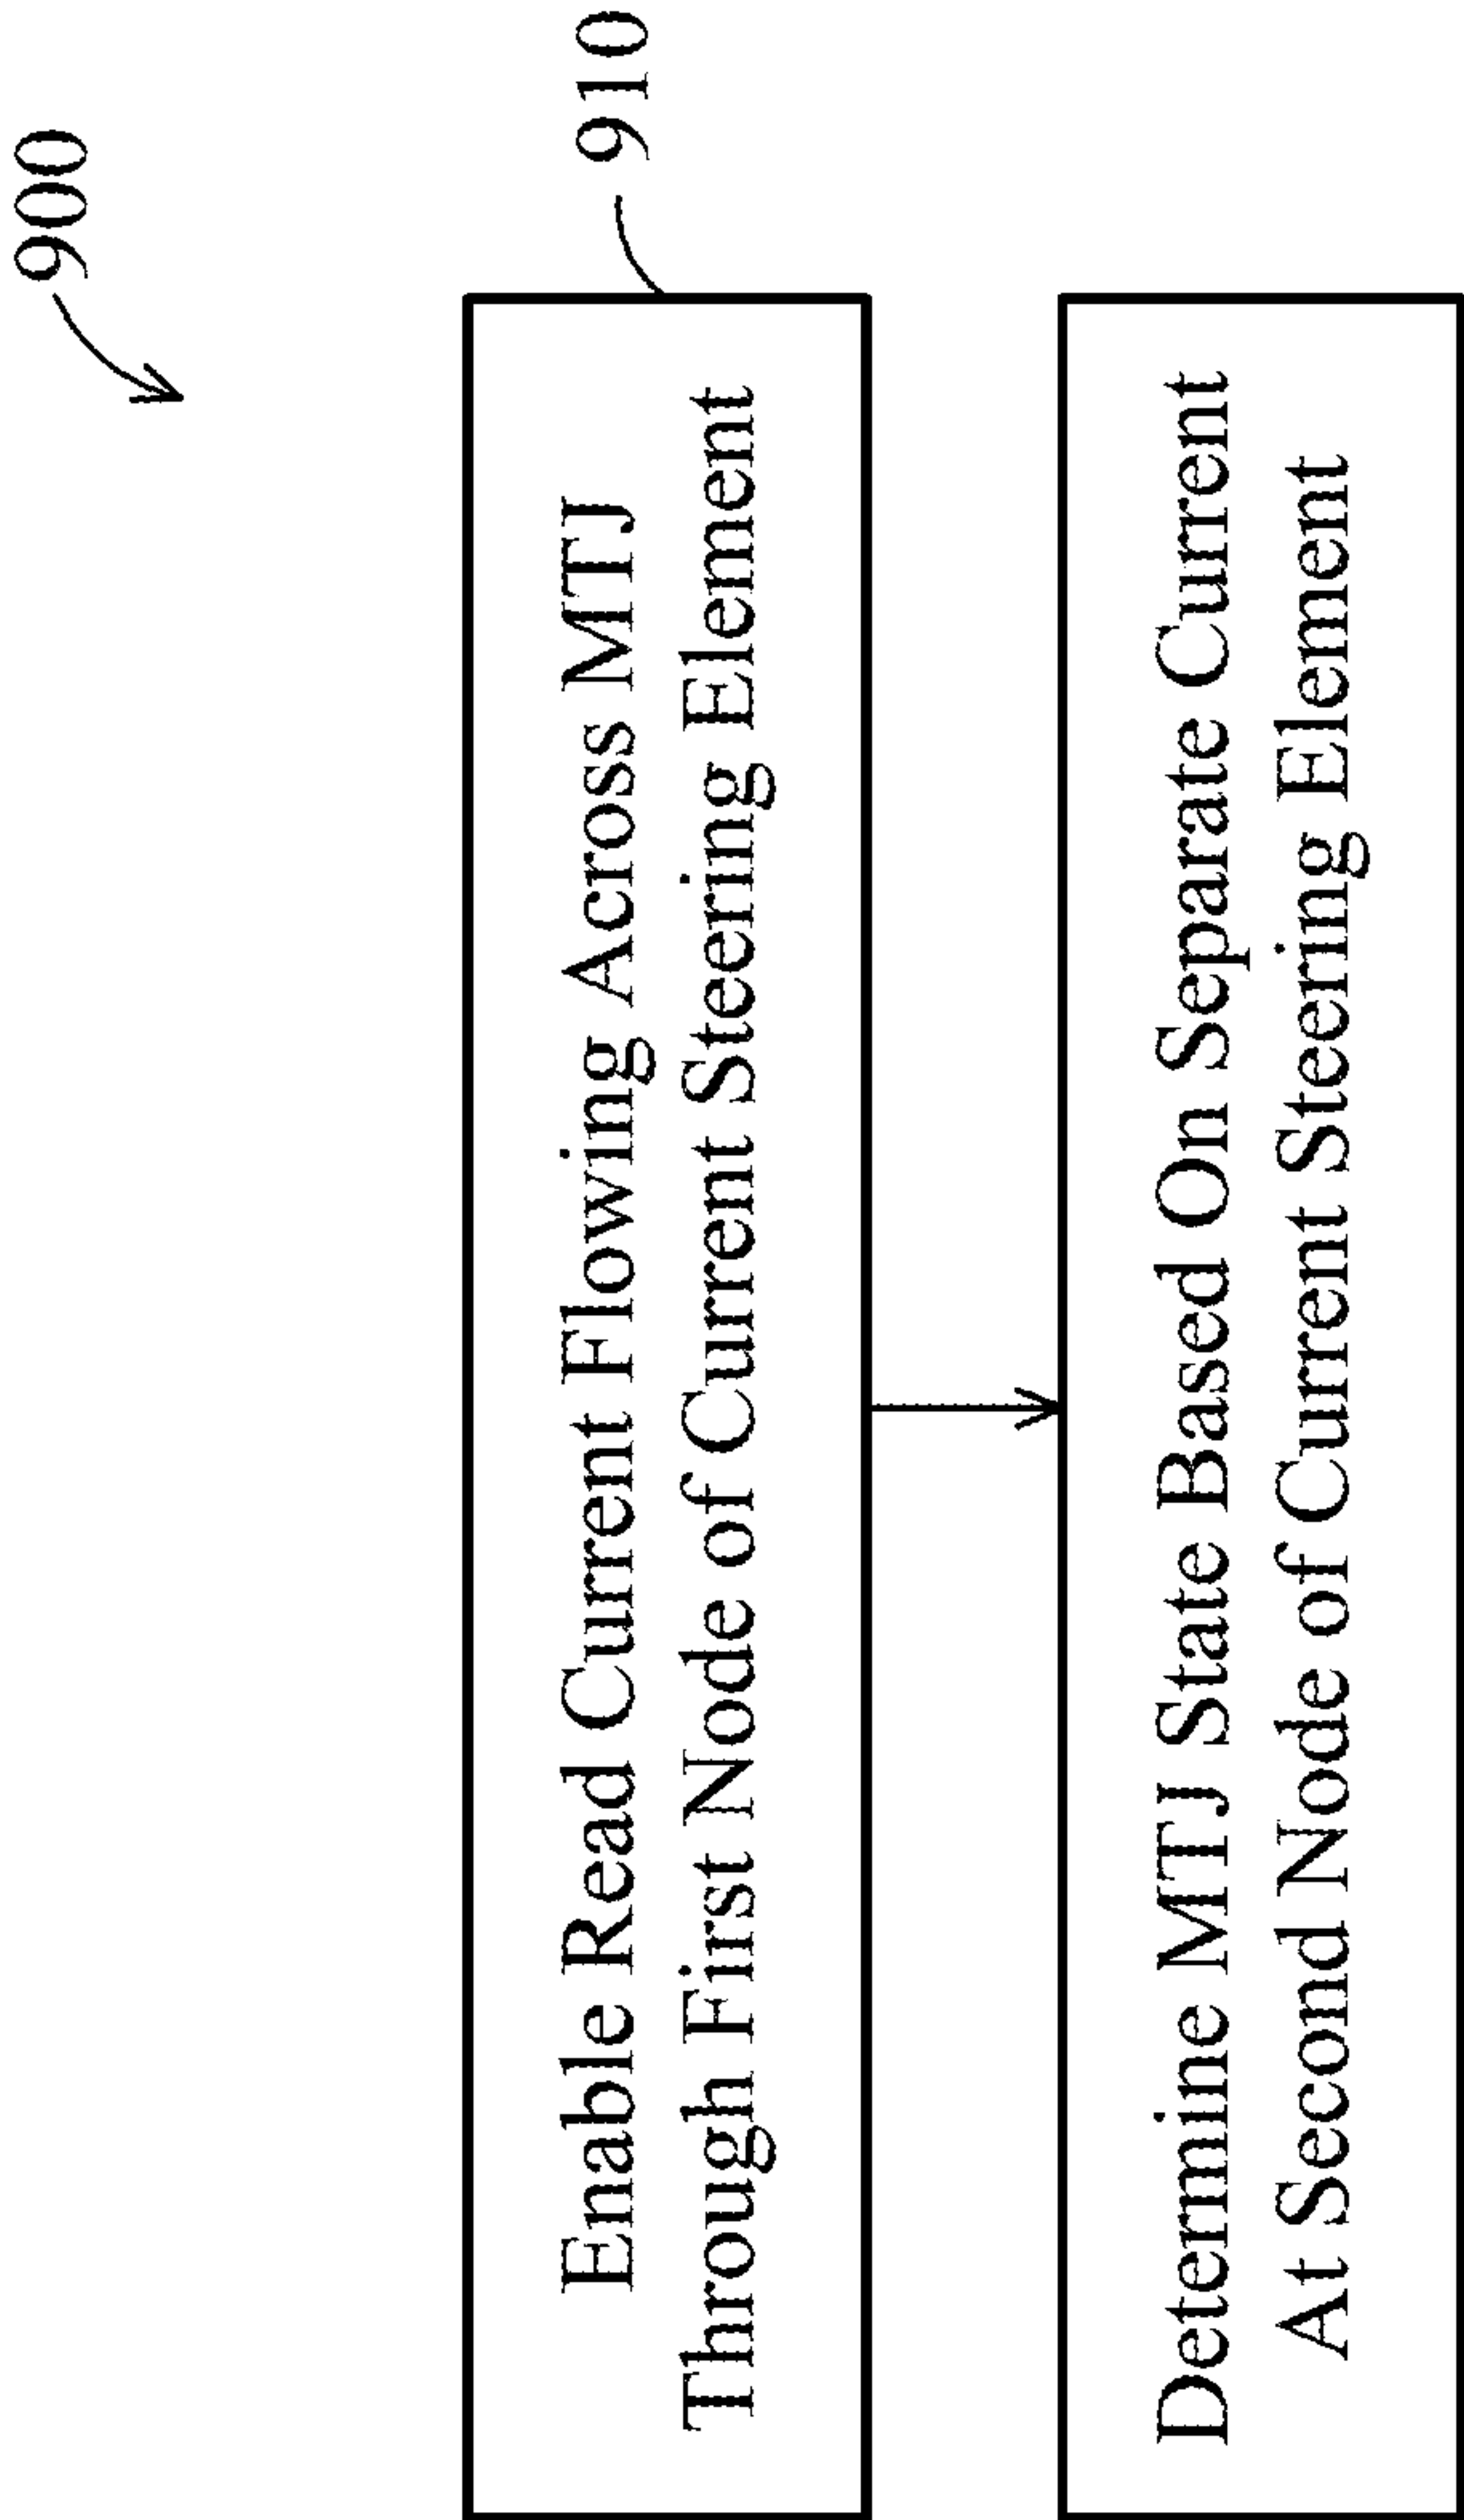 900
910
Enable Read Current Flowing Across MTJ
Through First Node of Current Steering Element
Determine MTJ State Based On Separate Current
At Second Node of Current Steering Element